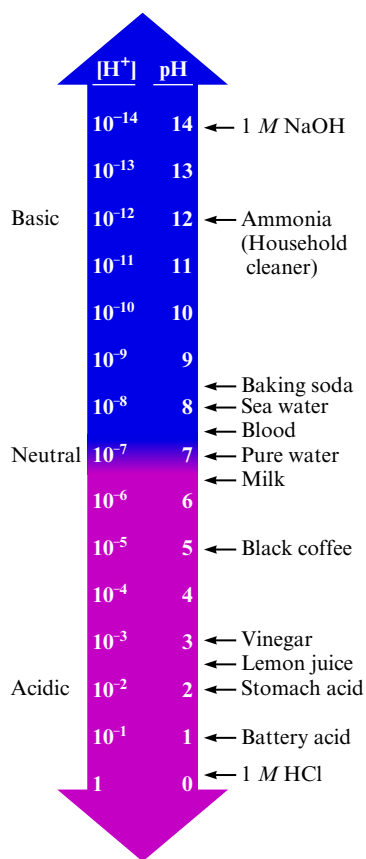 [H⁺] pH
10⁻¹⁴ 14 1 M NaOH
10⁻¹³ 13
Basic 10⁻¹² 12 Ammonia
(Household
cleaner)
10⁻¹¹ 11
10⁻¹⁰ 10
10⁻⁹ 9
Baking soda
10⁻⁸ 8 Sea water
Blood
Neutral 10⁻⁷ 7 Pure water
Milk
10⁻⁶ 6
10⁻⁵ 5 Black coffee
10⁻⁴ 4
10⁻³ 3 Vinegar
Lemon juice
Acidic 10⁻² 2 Stomach acid
10⁻¹ 1 Battery acid
1 0 1 M HCl